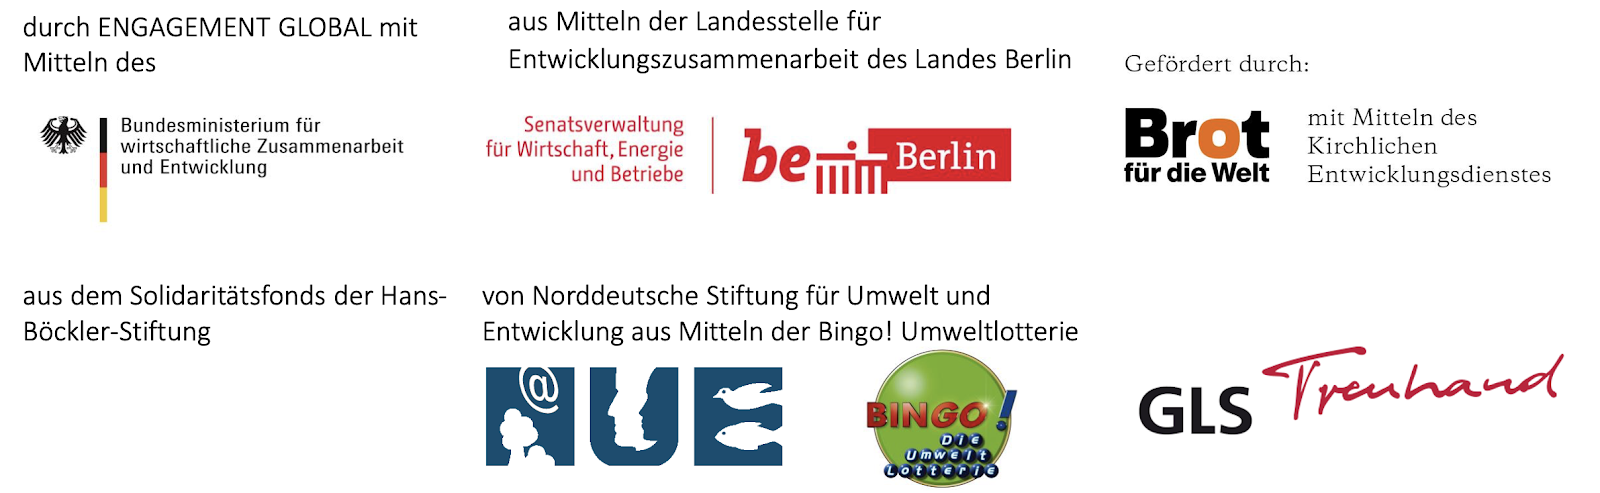 durch ENGAGEMENT GLOBAL mit
Mitteln des
Bundesministerium für
wirtschaftliche Zusammenarbeit
und Entwicklung
aus Mitteln der Landesstelle für
Entwicklungszusammenarbeit des Landes Berlin
Senatsverwaltung
für Wirtschaft, Energie
und Betriebe
be Berlin
Gefördert durch:
Brot
für die Welt
mit Mitteln des
Kirchlichen
Entwicklungsdienstes
aus dem Solidaritätsfonds der Hans-
Böckler-Stiftung
von Norddeutsche Stiftung für Umwelt und
Entwicklung aus Mitteln der Bingo! Umweltlotterie
@
NUE
BINGO!
Die
Umwelt
Lotterie
GLS Treuhand